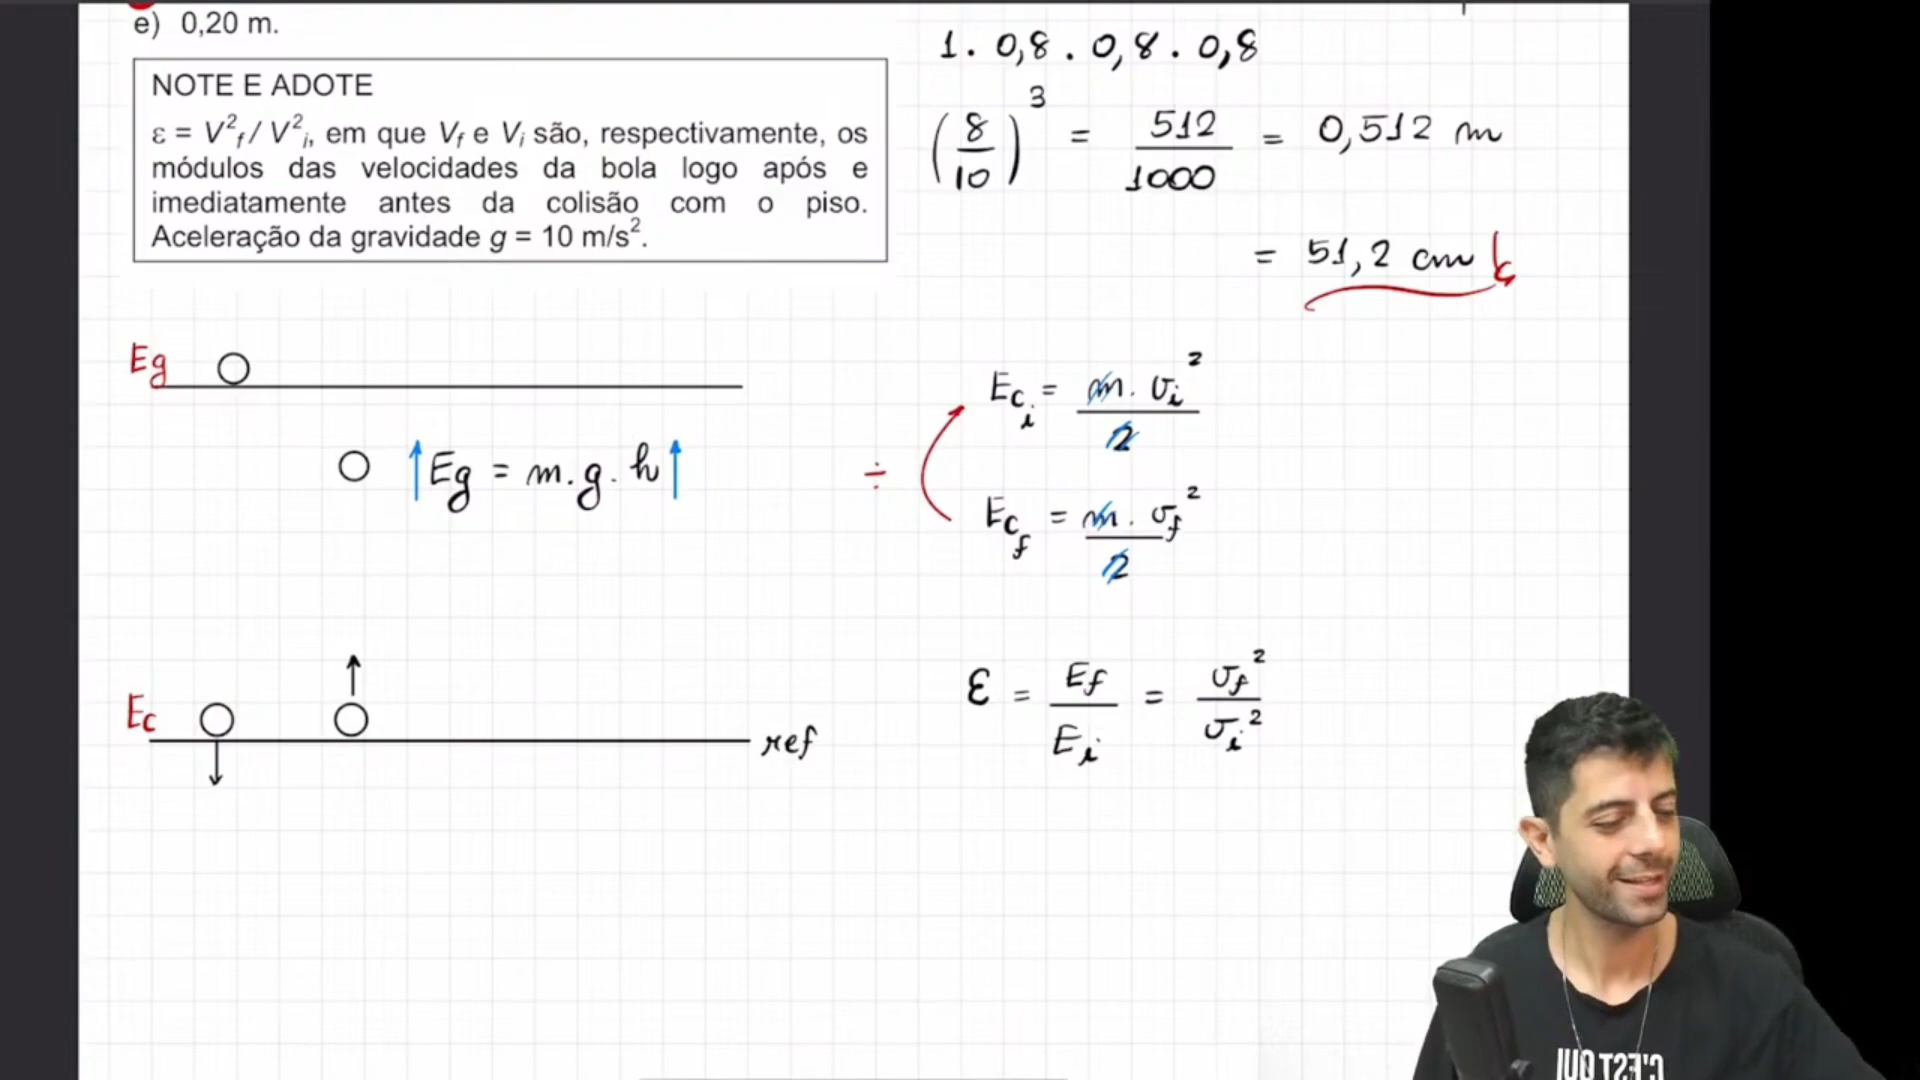 e) 0,20 m.
NOTE E ADOTE
ε = V²f / V²i, em que Vf e Vi são, respectivamente, os
módulos das velocidades da bola logo após e
imediatamente antes da colisão com o piso.
Aceleração da gravidade g = 10 m/s².
1 . 0,8 . 0,8 . 0,8
(8/10)³ = 512/1000 = 0,512 m
= 51,2 cm
Eg
Eg = m.g.h
Ec
ref
÷
Eci = m . vi² / 2
Ecf = m . vf² / 2
ε = Ef / Ei = vf² / vi²
C'EST QUI